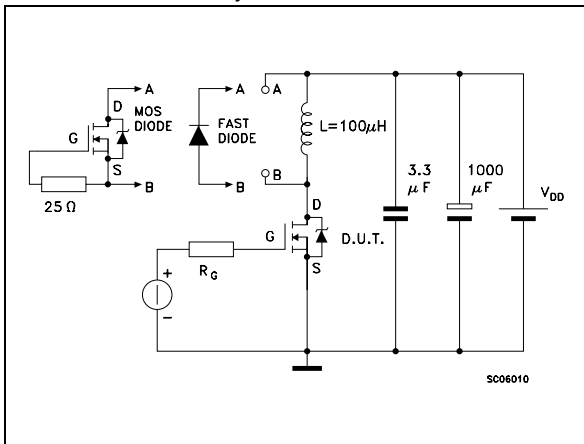 A
D
MOS
DIODE
G
S
B
25 Ω
A
FAST
DIODE
B
A
L=100μH
B
D
G
D.U.T.
S
RG
+
−
3.3
μF
1000
μF
VDD
SC06010